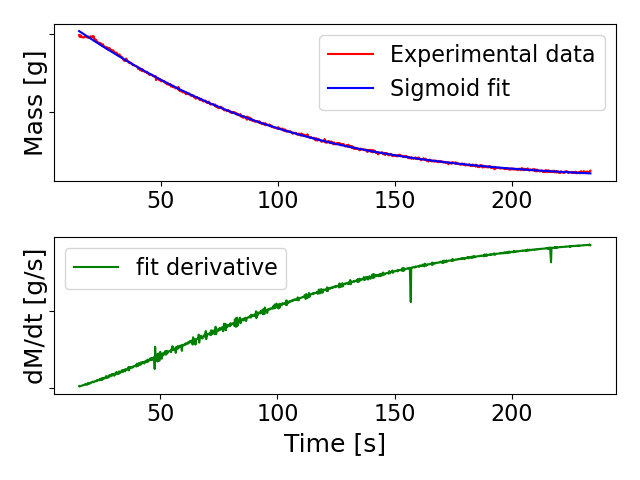 Mass [g]
Experimental data
Sigmoid fit
50 100 150 200
dM/dt [g/s]
fit derivative
50 100 150 200
Time [s]